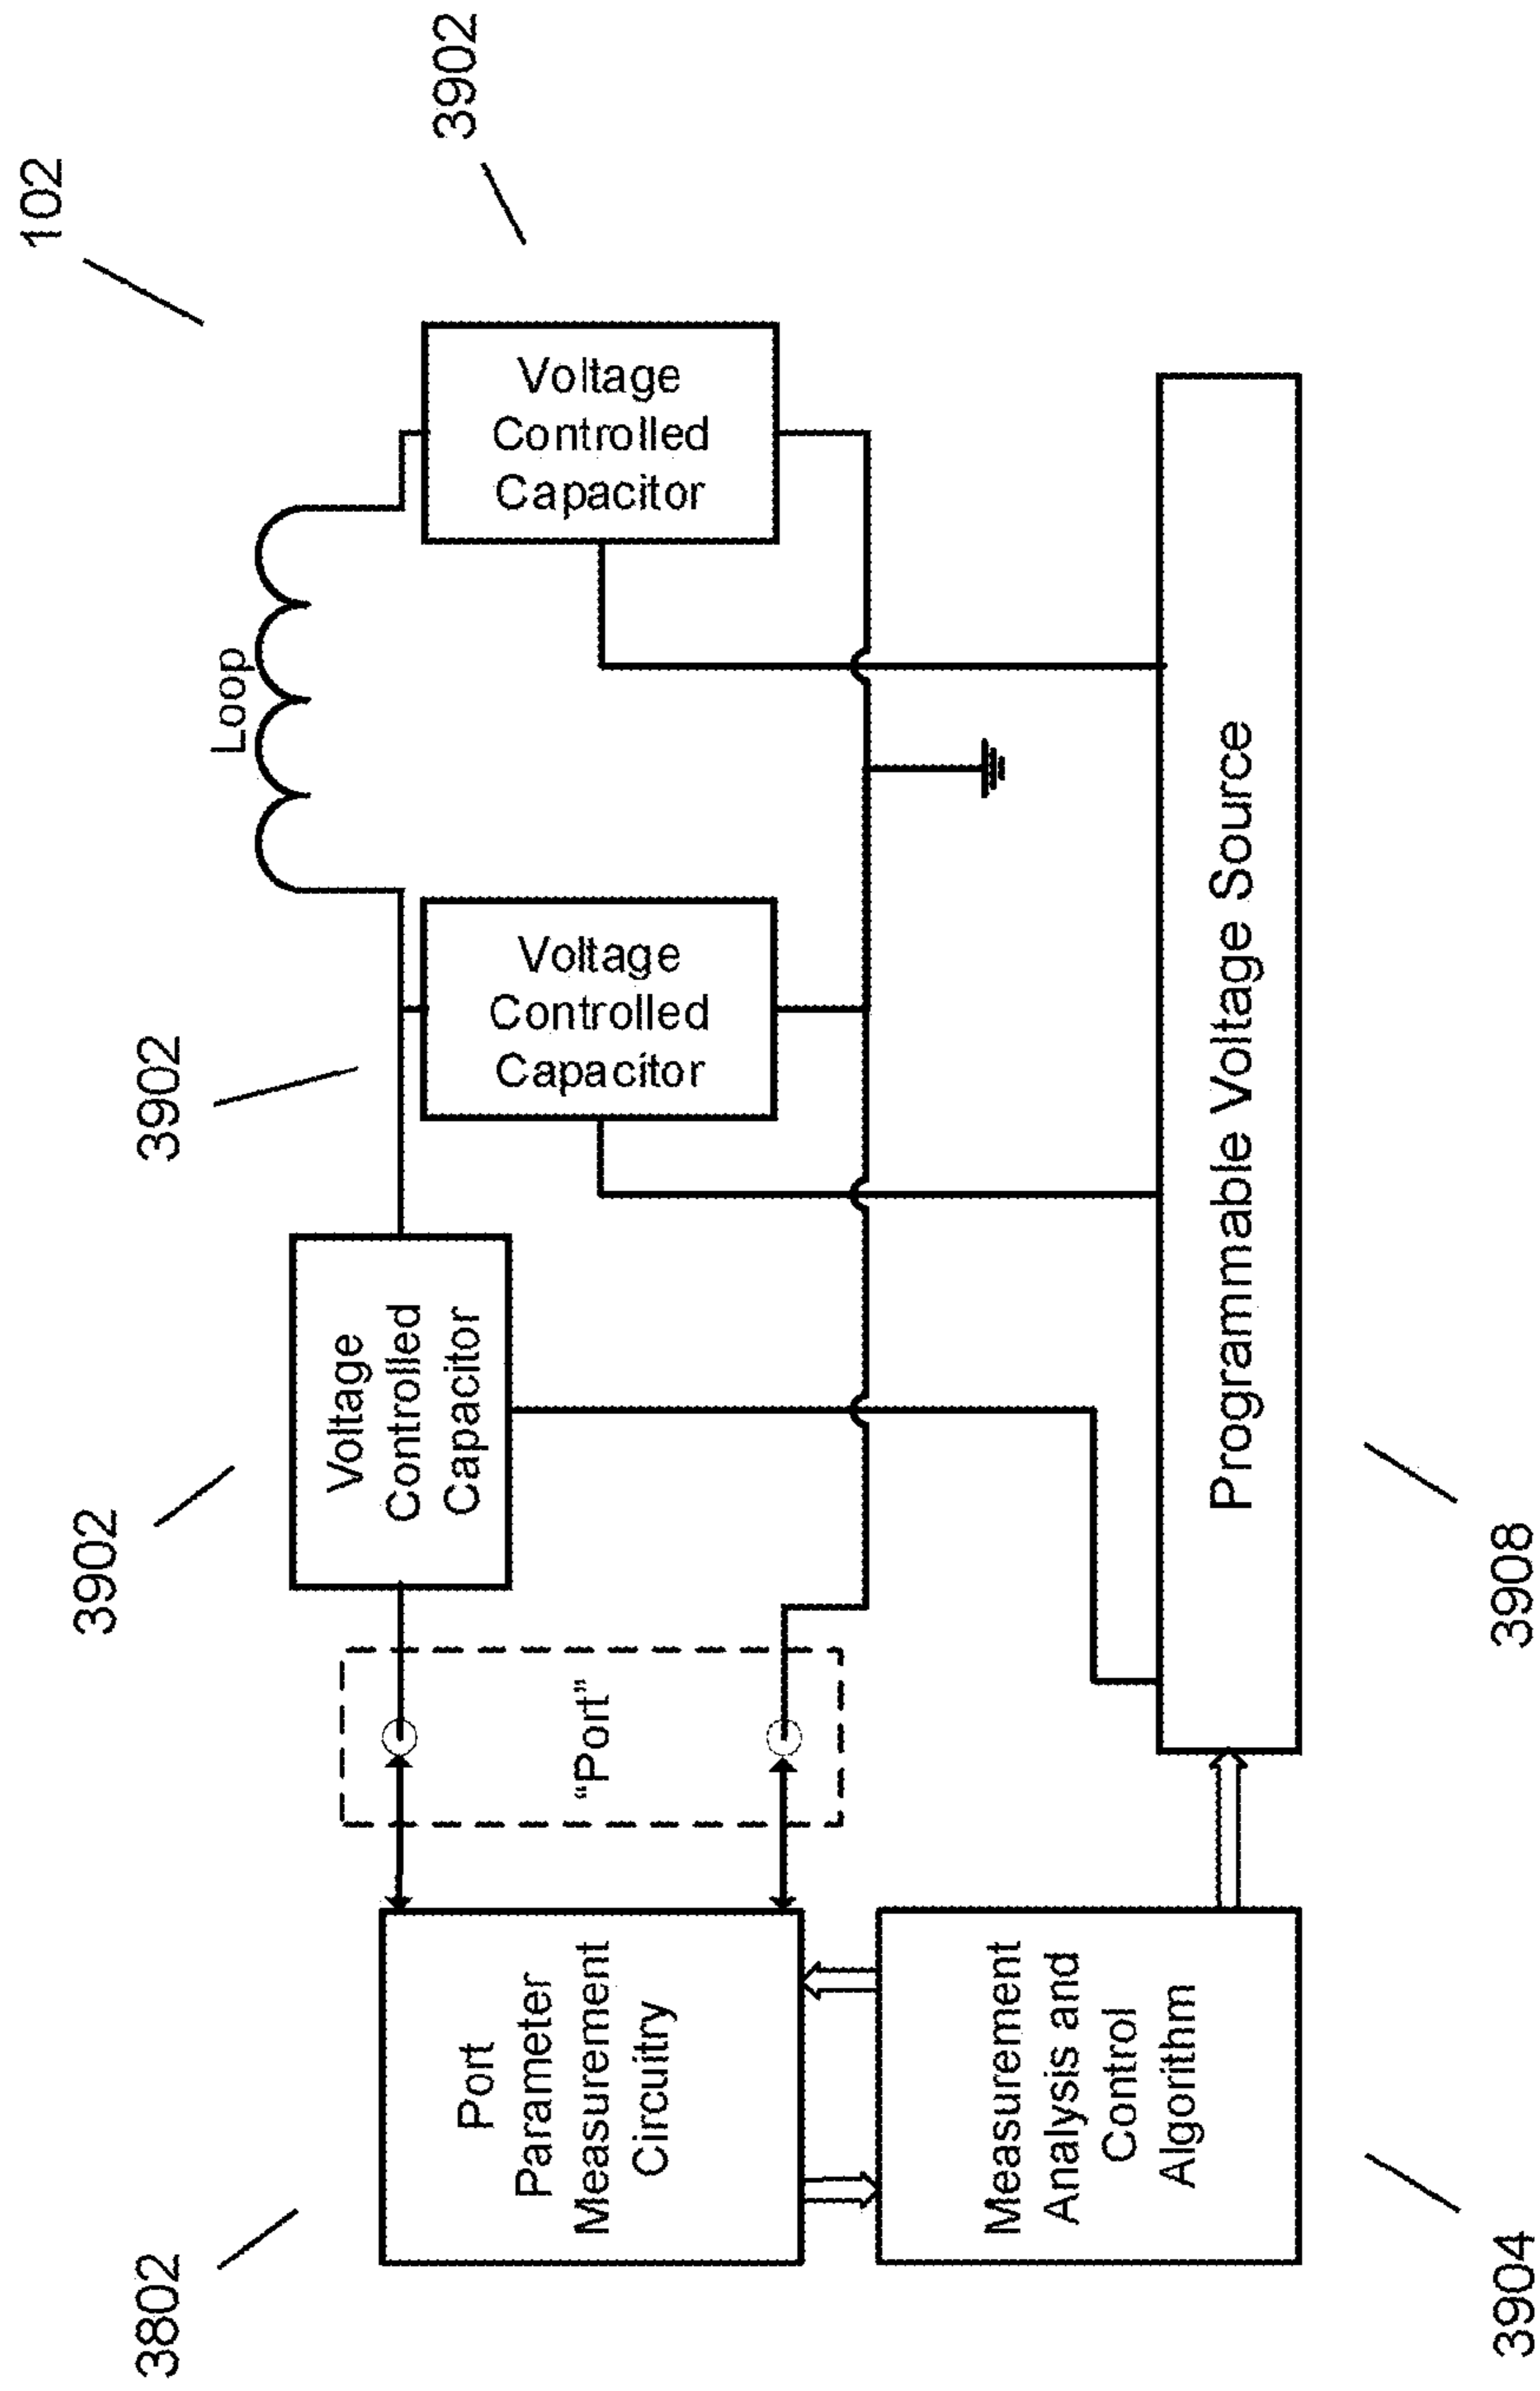 3802
Port
Parameter
Measurement
Circuitry
Measurement
Analysis and
Control
Algorithm
3904
“Port”
3902
Voltage
Controlled
Capacitor
3902
Voltage
Controlled
Capacitor
Loop
102
Voltage
Controlled
Capacitor
3902
Programmable Voltage Source
3908